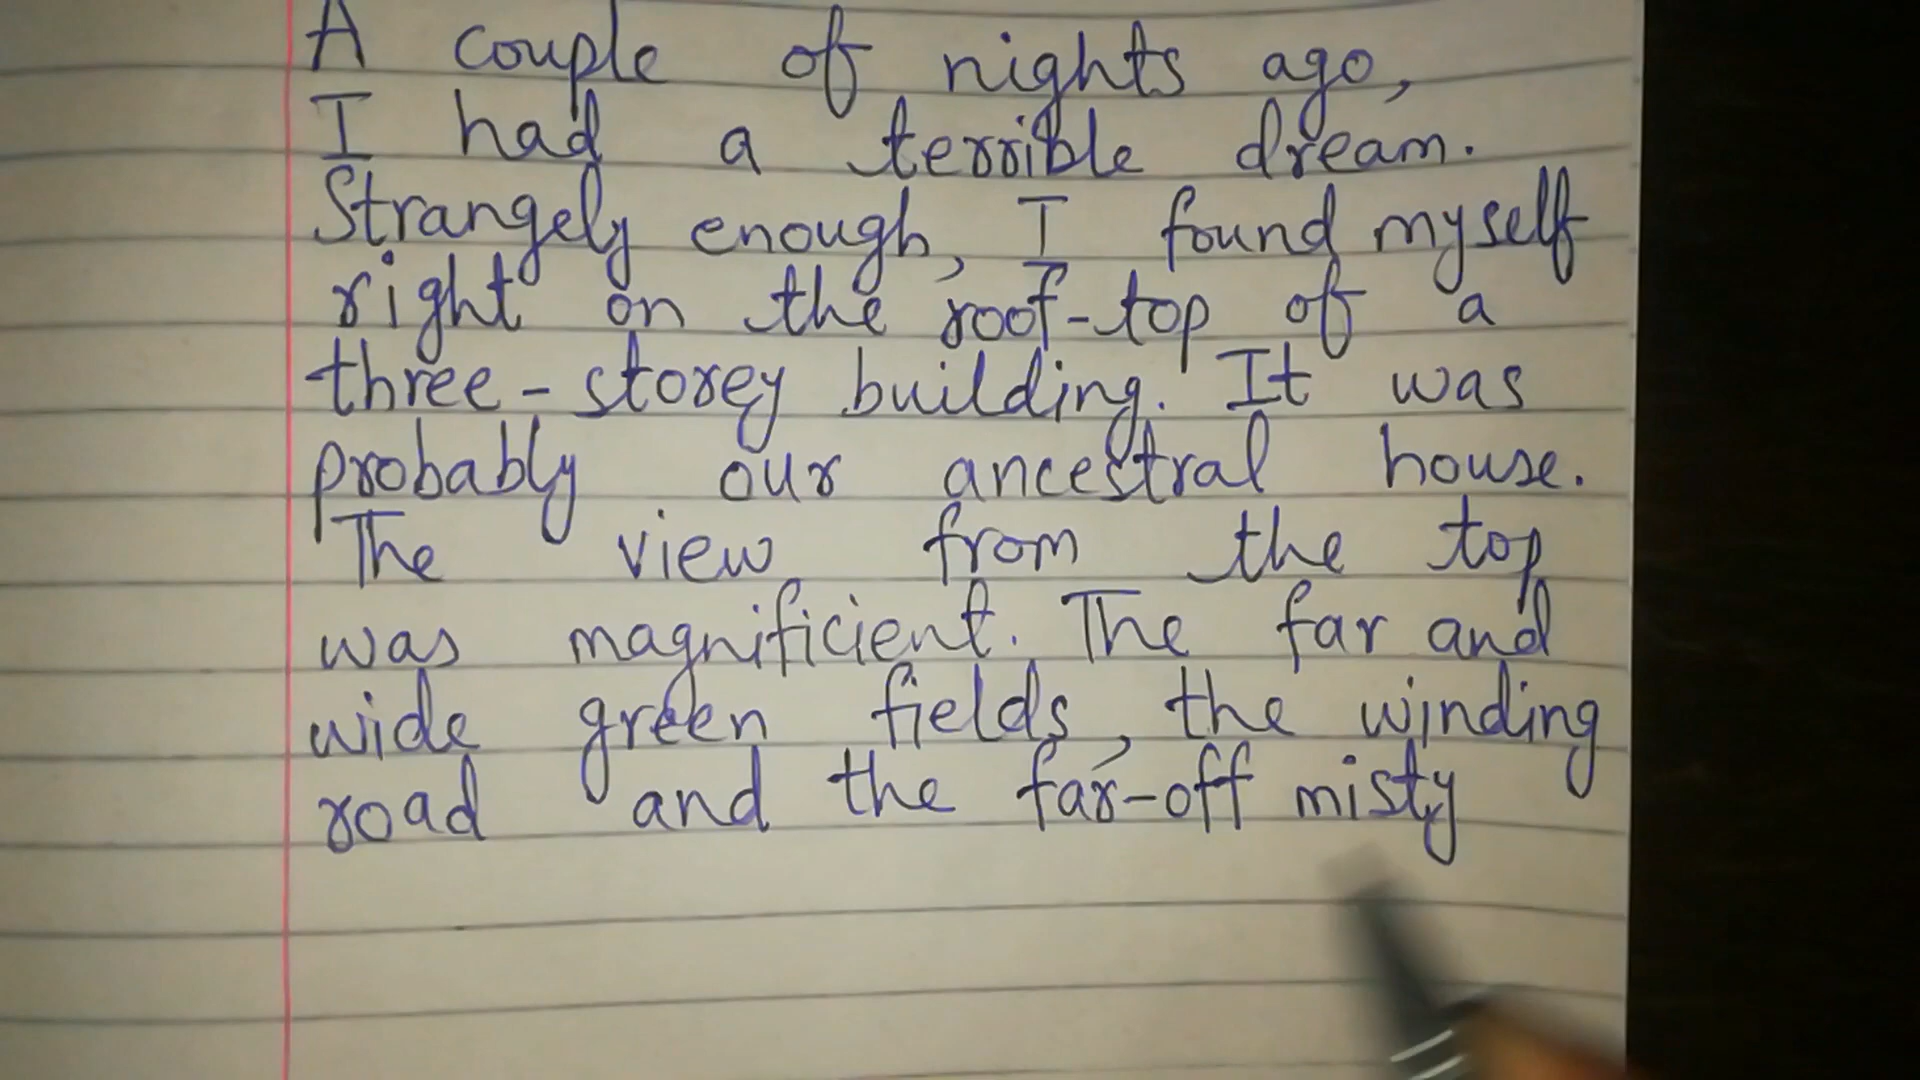 A couple of nights ago,
I had a terrible dream.
Strangely enough, I found myself
right on the roof-top of a
three-storey building. It was
probably our ancestral house.
The view from the top
was magnificient. The far and
wide green fields, the winding
road and the far-off misty